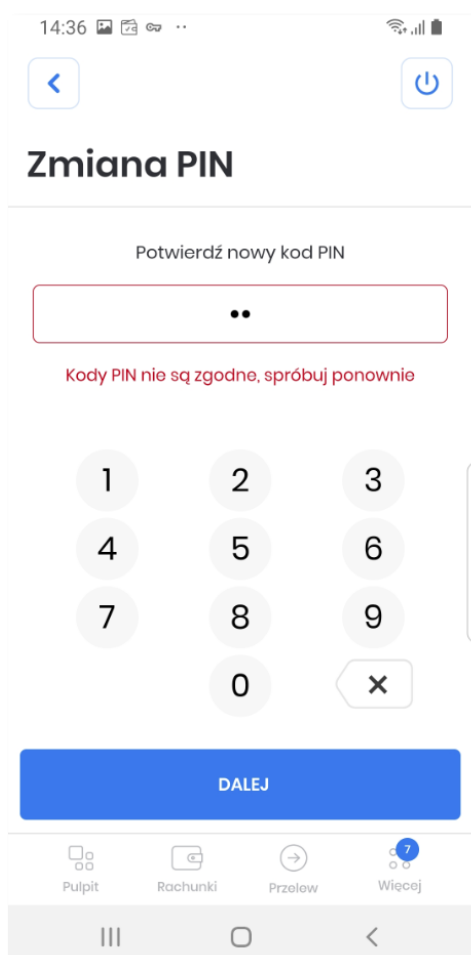 14:36
Zmiana PIN
Potwierdź nowy kod PIN
••
Kody PIN nie są zgodne, spróbuj ponownie
1 2 3
4 5 6
7 8 9
0
DALEJ
7
Pulpit Rachunki Przelew Więcej